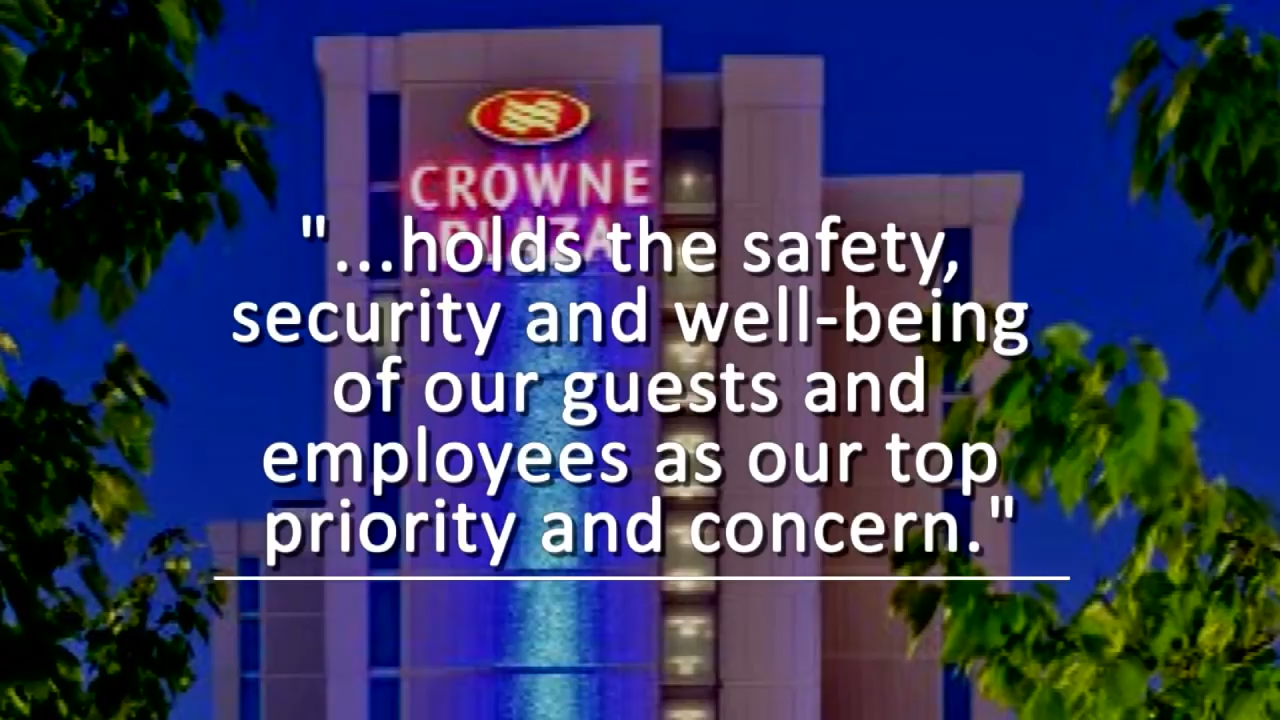 CROWNE
PLAZA
"...holds the safety,
security and well-being
of our guests and
employees as our top
priority and concern."